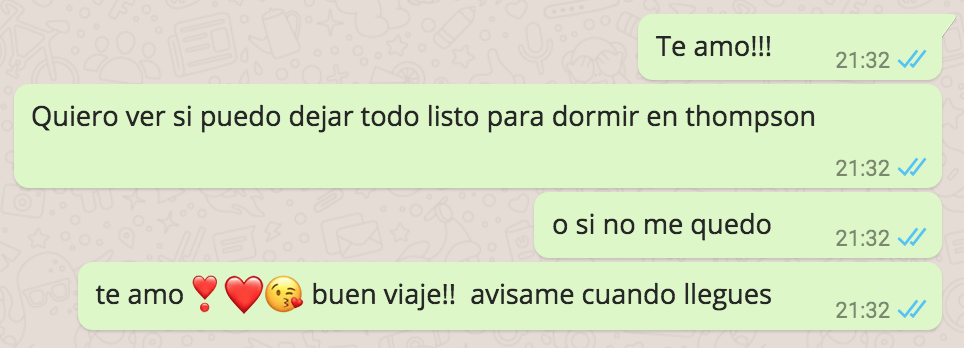 Te amo!!!
21:32
Quiero ver si puedo dejar todo listo para dormir en thompson
21:32
o si no me quedo
21:32
te amo ❣️❤️😘 buen viaje!!  avisame cuando llegues
21:32